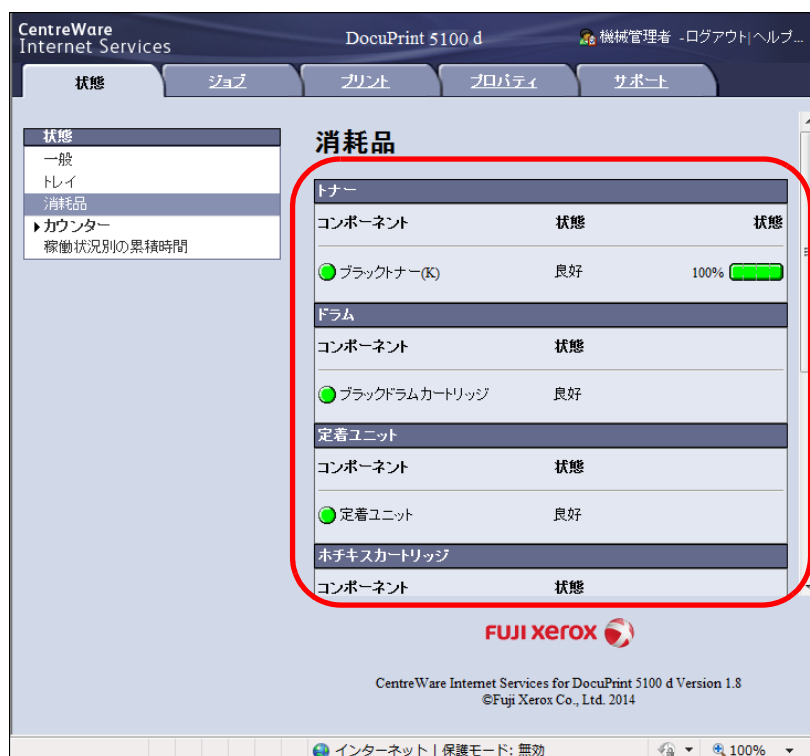 CentreWare
Internet Services
DocuPrint 5100 d
機械管理者 -ログアウト|ヘルプ...
状態 ジョブ プリント プロパティ サポート
状態
一般
トレイ
消耗品
カウンター
稼働状況別の累積時間
消耗品
トナー
コンポーネント 状態 状態
ブラックトナー(K) 良好 100%
ドラム
コンポーネント 状態
ブラックドラムカートリッジ 良好
定着ユニット
コンポーネント 状態
定着ユニット 良好
ホチキスカートリッジ
コンポーネント 状態
FUJI xerox
CentreWare Internet Services for DocuPrint 5100 d Version 1.8
©Fuji Xerox Co., Ltd. 2014
インターネット | 保護モード: 無効 100%